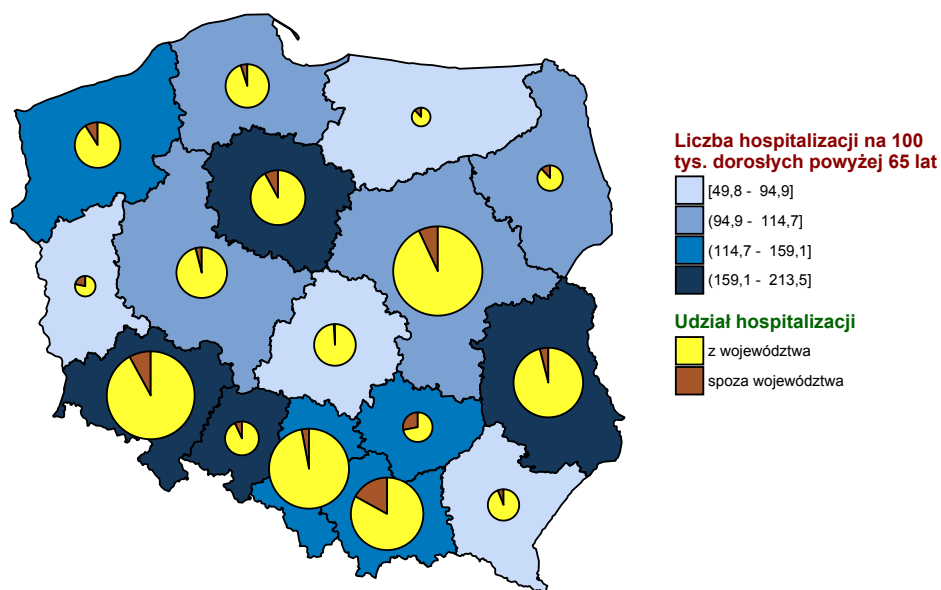 Liczba hospitalizacji na 100
tys. dorosłych powyżej 65 lat
[49,8 - 94,9]
(94,9 - 114,7]
(114,7 - 159,1]
(159,1 - 213,5]
Udział hospitalizacji
z województwa
spoza województwa